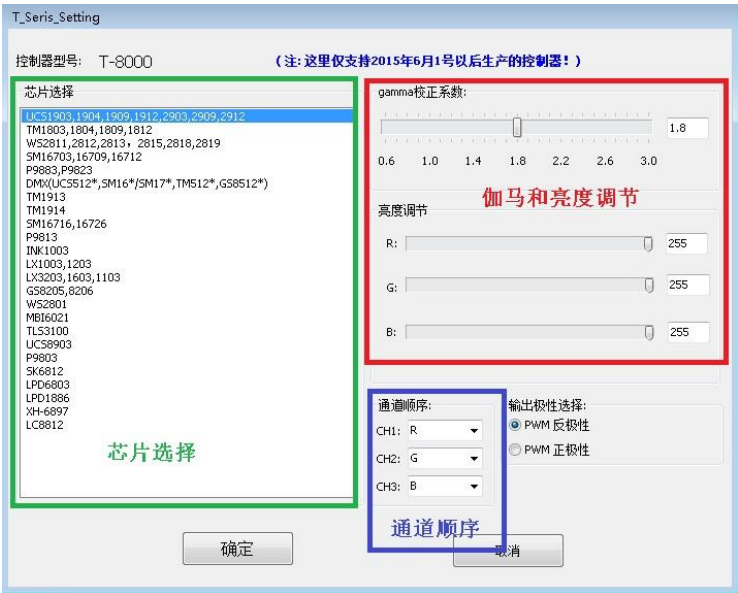 T_Seris_Setting
控制器型号: T-8000 (注: 这里仅支持2015年6月1号以后生产的控制器! )
芯片选择
UCS1903,1904,1909,1912,2903,2909,2912
TM1803,1804,1809,1812
WS2811,2812,2813, 2815,2818,2819
SM16703,16709,16712
P9883,P9823
DMX(UCS512*,SM16*/SM17*,TM512*,GS8512*)
TM1913
TM1914
SM16716,16726
P9813
INK1003
LX1003,1203
LX3203,1603,1103
GS8205,8206
WS2801
MBI6021
TLS3100
UCS8903
P9803
SK6812
LPD6803
LPD1886
XH-6897
LC8812
芯片选择
gamma校正系数:
1.8
0.6 1.0 1.4 1.8 2.2 2.6 3.0
伽马和亮度调节
亮度调节
R: 255
G: 255
B: 255
通道顺序:
CH1: R
CH2: G
CH3: B
通道顺序
输出极性选择:
PWM 反极性
PWM 正极性
确定
取消